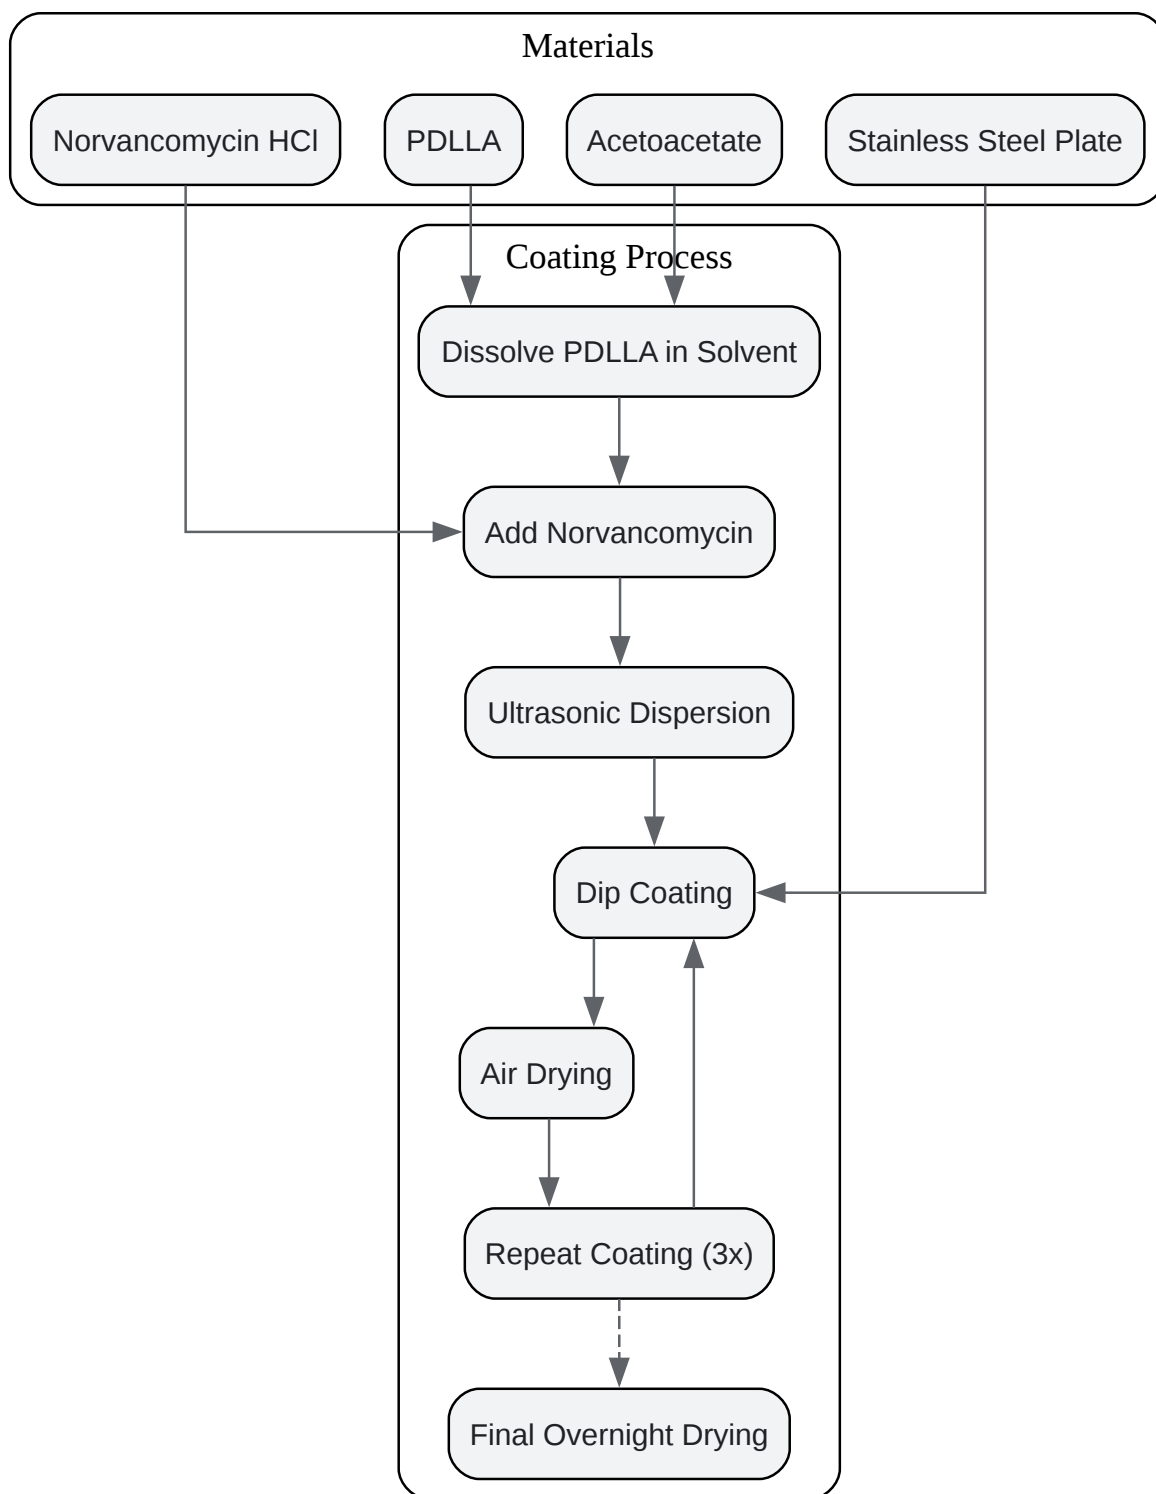 Materials
Norvancomycin HCl
PDLLA
Acetoacetate
Stainless Steel Plate
Coating Process
Dissolve PDLLA in Solvent
Add Norvancomycin
Ultrasonic Dispersion
Dip Coating
Air Drying
Repeat Coating (3x)
Final Overnight Drying